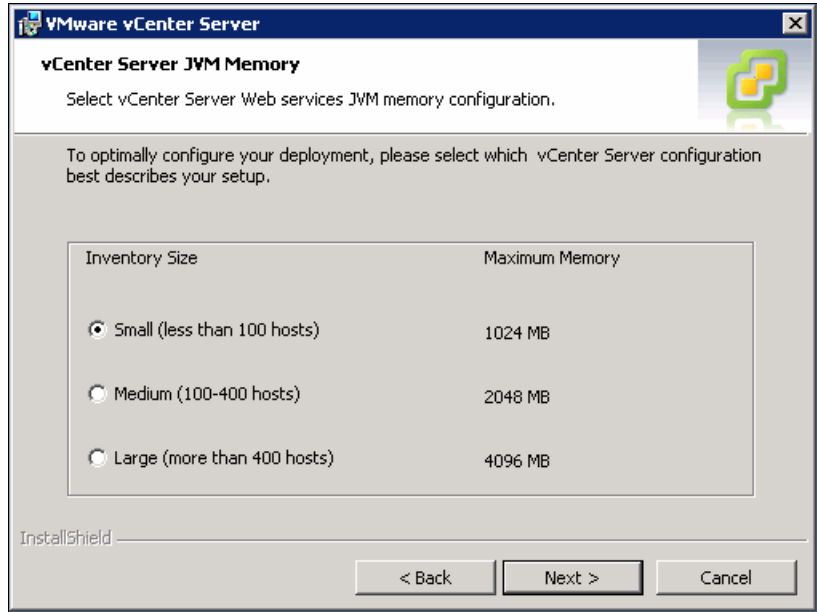 VMware vCenter Server
vCenter Server JVM Memory
Select vCenter Server Web services JVM memory configuration.
To optimally configure your deployment, please select which vCenter Server configuration
best describes your setup.
Inventory Size Maximum Memory
Small (less than 100 hosts) 1024 MB
Medium (100-400 hosts) 2048 MB
Large (more than 400 hosts) 4096 MB
InstallShield
< Back Next > Cancel